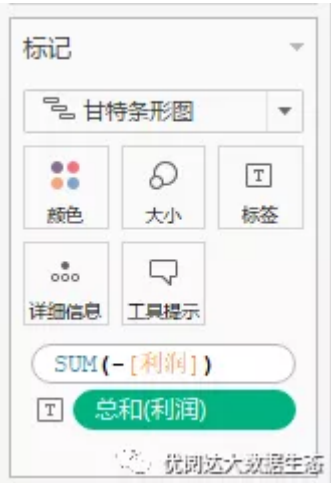 标记
甘特条形图
颜色
大小
T
标签
详细信息
工具提示
SUM(-[利润])
T
总和(利润)
优阅达大数据生态